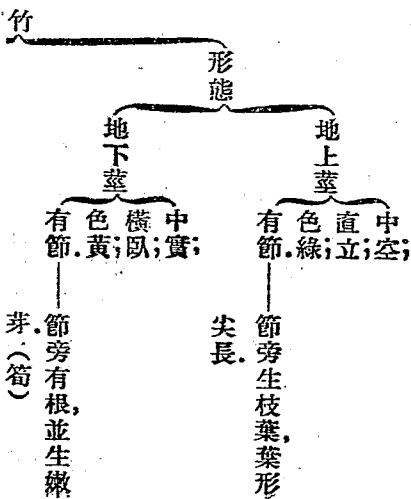 竹
形態
地上莖
中空;
直立;
色綠;
有節.
節旁生枝葉,葉形
尖長.
地下莖
中實;
橫臥;
色黃;
有節.
節旁有根,並生嫩
芽.(筍)